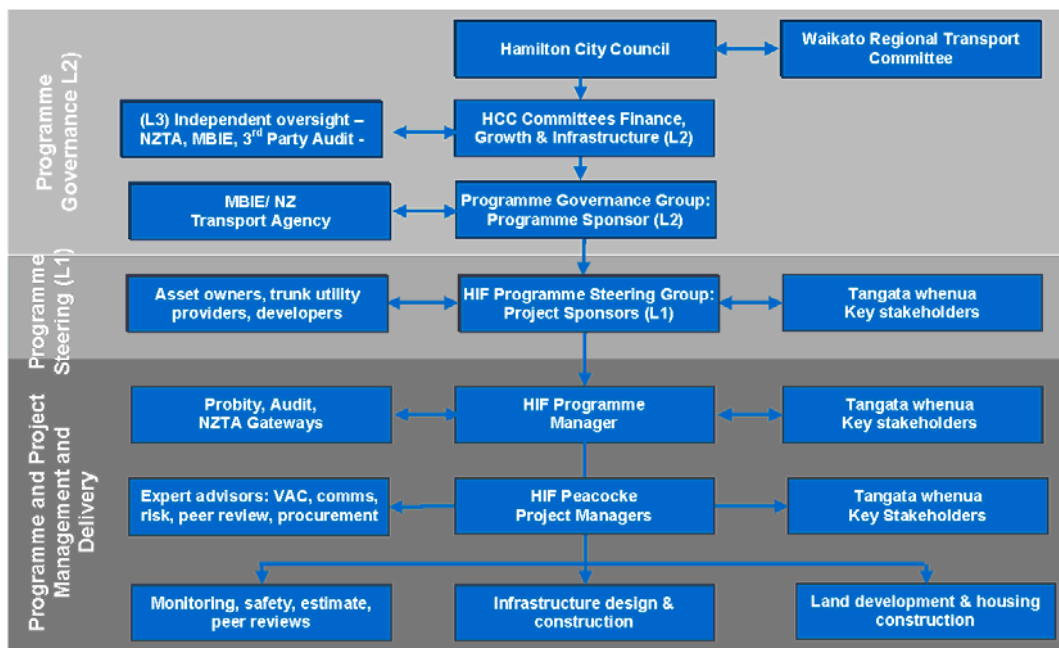 Programme
Governance L2)
Hamilton City Council
Waikato Regional Transport
Committee
(L3) Independent oversight –
NZTA, MBIE, 3rd Party Audit -
HCC Committees Finance,
Growth & Infrastructure (L2)
MBIE/ NZ
Transport Agency
Programme Governance Group:
Programme Sponsor (L2)
Programme
Steering (L1)
Asset owners, trunk utility
providers, developers
HIF Programme Steering Group:
Project Sponsors (L1)
Tangata whenua
Key stakeholders
Programme and Project
Management and
Delivery
Probity, Audit,
NZTA Gateways
HIF Programme
Manager
Tangata whenua
Key stakeholders
Expert advisors: VAC, comms,
risk, peer review, procurement
HIF Peacocke
Project Managers
Tangata whenua
Key Stakeholders
Monitoring, safety, estimate,
peer reviews
Infrastructure design &
construction
Land development & housing
construction